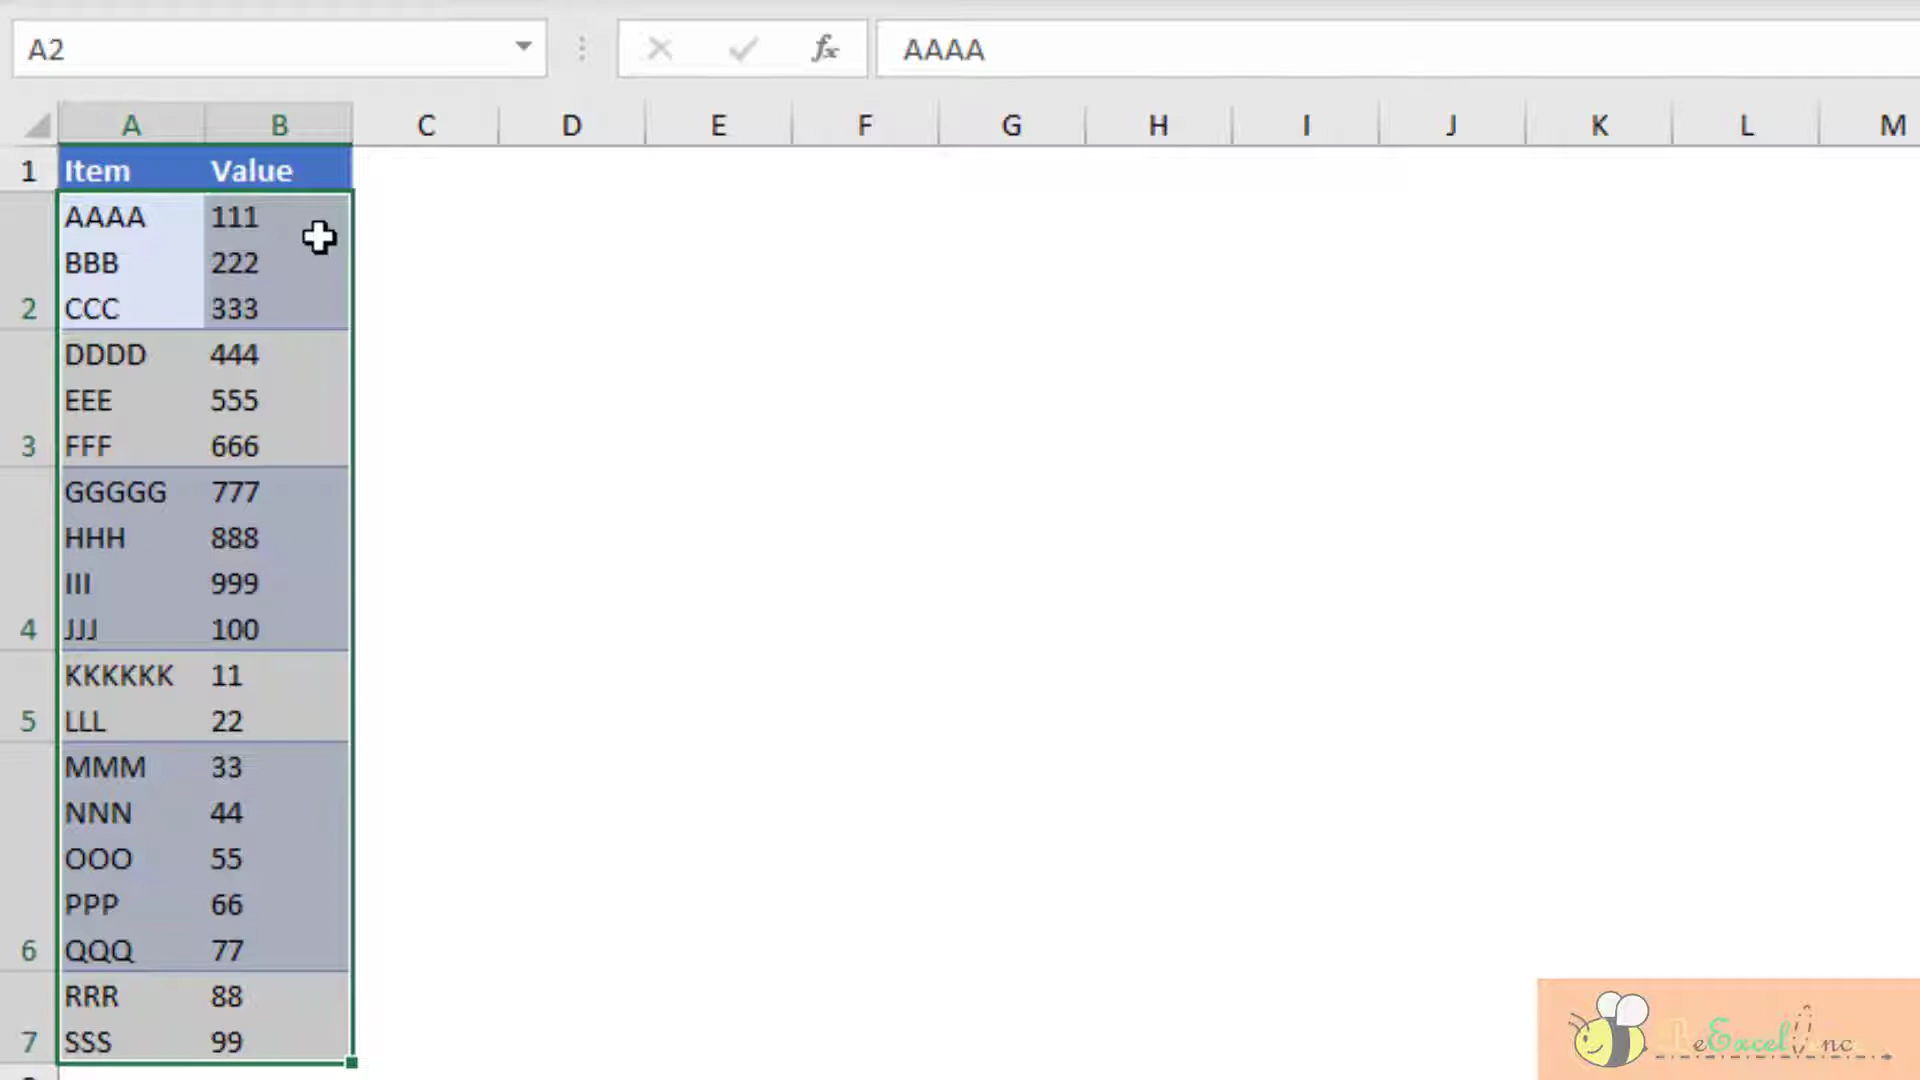 A2 fx AAAA
A B C D E F G H I J K L M
1 Item Value
AAAA 111
BBB 222
2 CCC 333
DDDD 444
EEE 555
3 FFF 666
GGGGG 777
HHH 888
III 999
4 JJJ 100
KKKKKK 11
5 LLL 22
MMM 33
NNN 44
OOO 55
PPP 66
6 QQQ 77
RRR 88
7 SSS 99